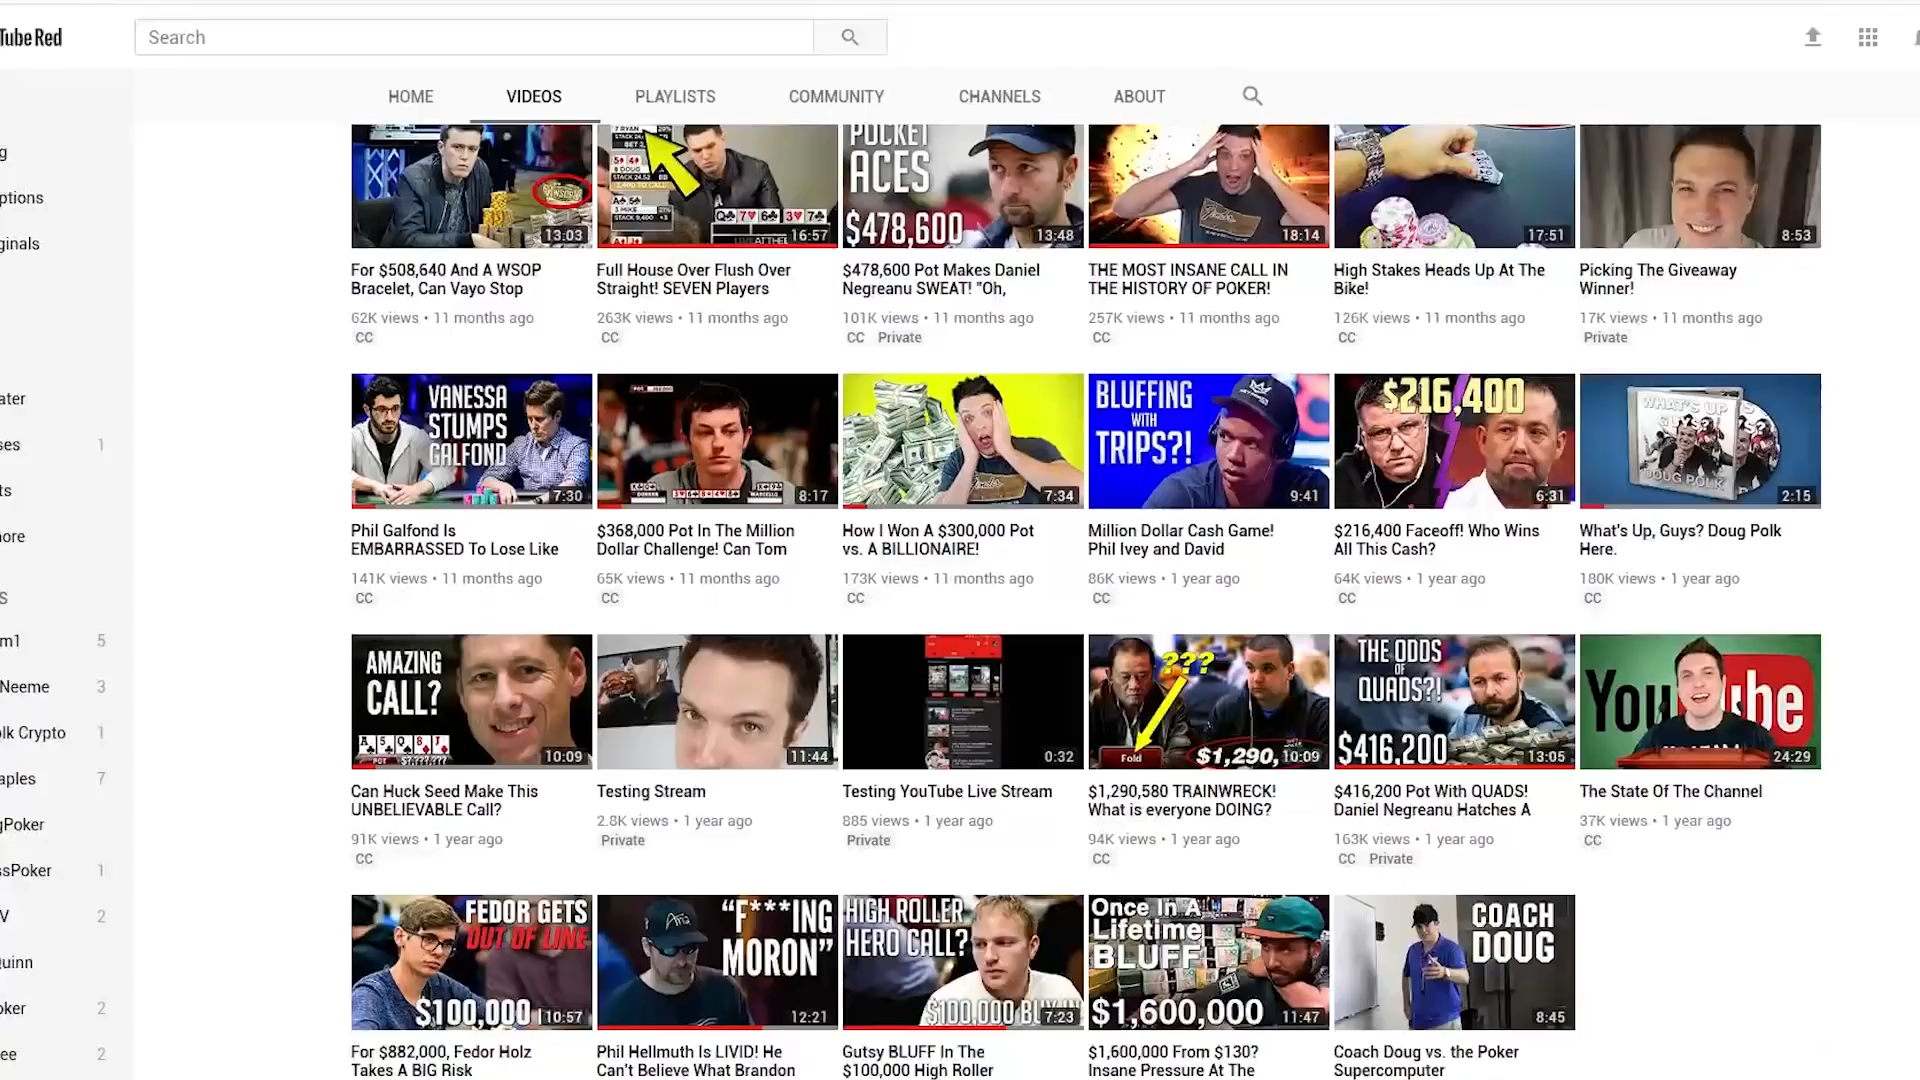 Tube Red
Search
HOME
VIDEOS
PLAYLISTS
COMMUNITY
CHANNELS
ABOUT
g
ptions
ginals
ater
ses 1
ts
ore
S
m1 5
Neeme 3
lk Crypto 1
aples 7
gPoker
ssPoker 1
V 2
Quinn
oker 2
ee 2
13:03
For $508,640 And A WSOP
Bracelet, Can Vayo Stop
62K views • 11 months ago
CC
16:57
Full House Over Flush Over
Straight! SEVEN Players
263K views • 11 months ago
CC
POCKET
ACES
$478,600
13:48
$478,600 Pot Makes Daniel
Negreanu SWEAT! "Oh,
101K views • 11 months ago
CC Private
18:14
THE MOST INSANE CALL IN
THE HISTORY OF POKER!
257K views • 11 months ago
CC
17:51
High Stakes Heads Up At The
Bike!
126K views • 11 months ago
CC
8:53
Picking The Giveaway
Winner!
17K views • 11 months ago
Private
VANESSA
STUMPS
GALFOND
7:30
Phil Galfond Is
EMBARRASSED To Lose Like
141K views • 11 months ago
CC
8:17
$368,000 Pot In The Million
Dollar Challenge! Can Tom
65K views • 11 months ago
CC
7:34
How I Won A $300,000 Pot
vs. A BILLIONAIRE!
173K views • 11 months ago
CC
BLUFFING
WITH
TRIPS?!
9:41
Million Dollar Cash Game!
Phil Ivey and David
86K views • 1 year ago
CC
$216,400
6:31
$216,400 Faceoff! Who Wins
All This Cash?
64K views • 1 year ago
CC
WHAT'S UP
DOUG POLK
2:15
What's Up, Guys? Doug Polk
Here.
180K views • 1 year ago
CC
AMAZING
CALL?
10:09
Can Huck Seed Make This
UNBELIEVABLE Call?
91K views • 1 year ago
CC
11:44
Testing Stream
2.8K views • 1 year ago
Private
0:32
Testing YouTube Live Stream
885 views • 1 year ago
Private
???
Fold
$1,290,
10:09
$1,290,580 TRAINWRECK!
What is everyone DOING?
94K views • 1 year ago
CC
THE ODDS
OF
QUADS?!
$416,200
13:05
$416,200 Pot With QUADS!
Daniel Negreanu Hatches A
163K views • 1 year ago
CC Private
You be
24:29
The State Of The Channel
37K views • 1 year ago
CC
FEDOR GETS
OUT OF LINE
$100,000
10:57
For $882,000, Fedor Holz
Takes A BIG Risk
"F***ING
MORON"
12:21
Phil Hellmuth Is LIVID! He
Can't Believe What Brandon
HIGH ROLLER
HERO CALL?
$100,000 BUY IN
7:23
Gutsy BLUFF In The
$100,000 High Roller
Once In A
Lifetime
BLUFF
$1,600,000
11:47
$1,600,000 From $130?
Insane Pressure At The
COACH
DOUG
8:45
Coach Doug vs. the Poker
Supercomputer